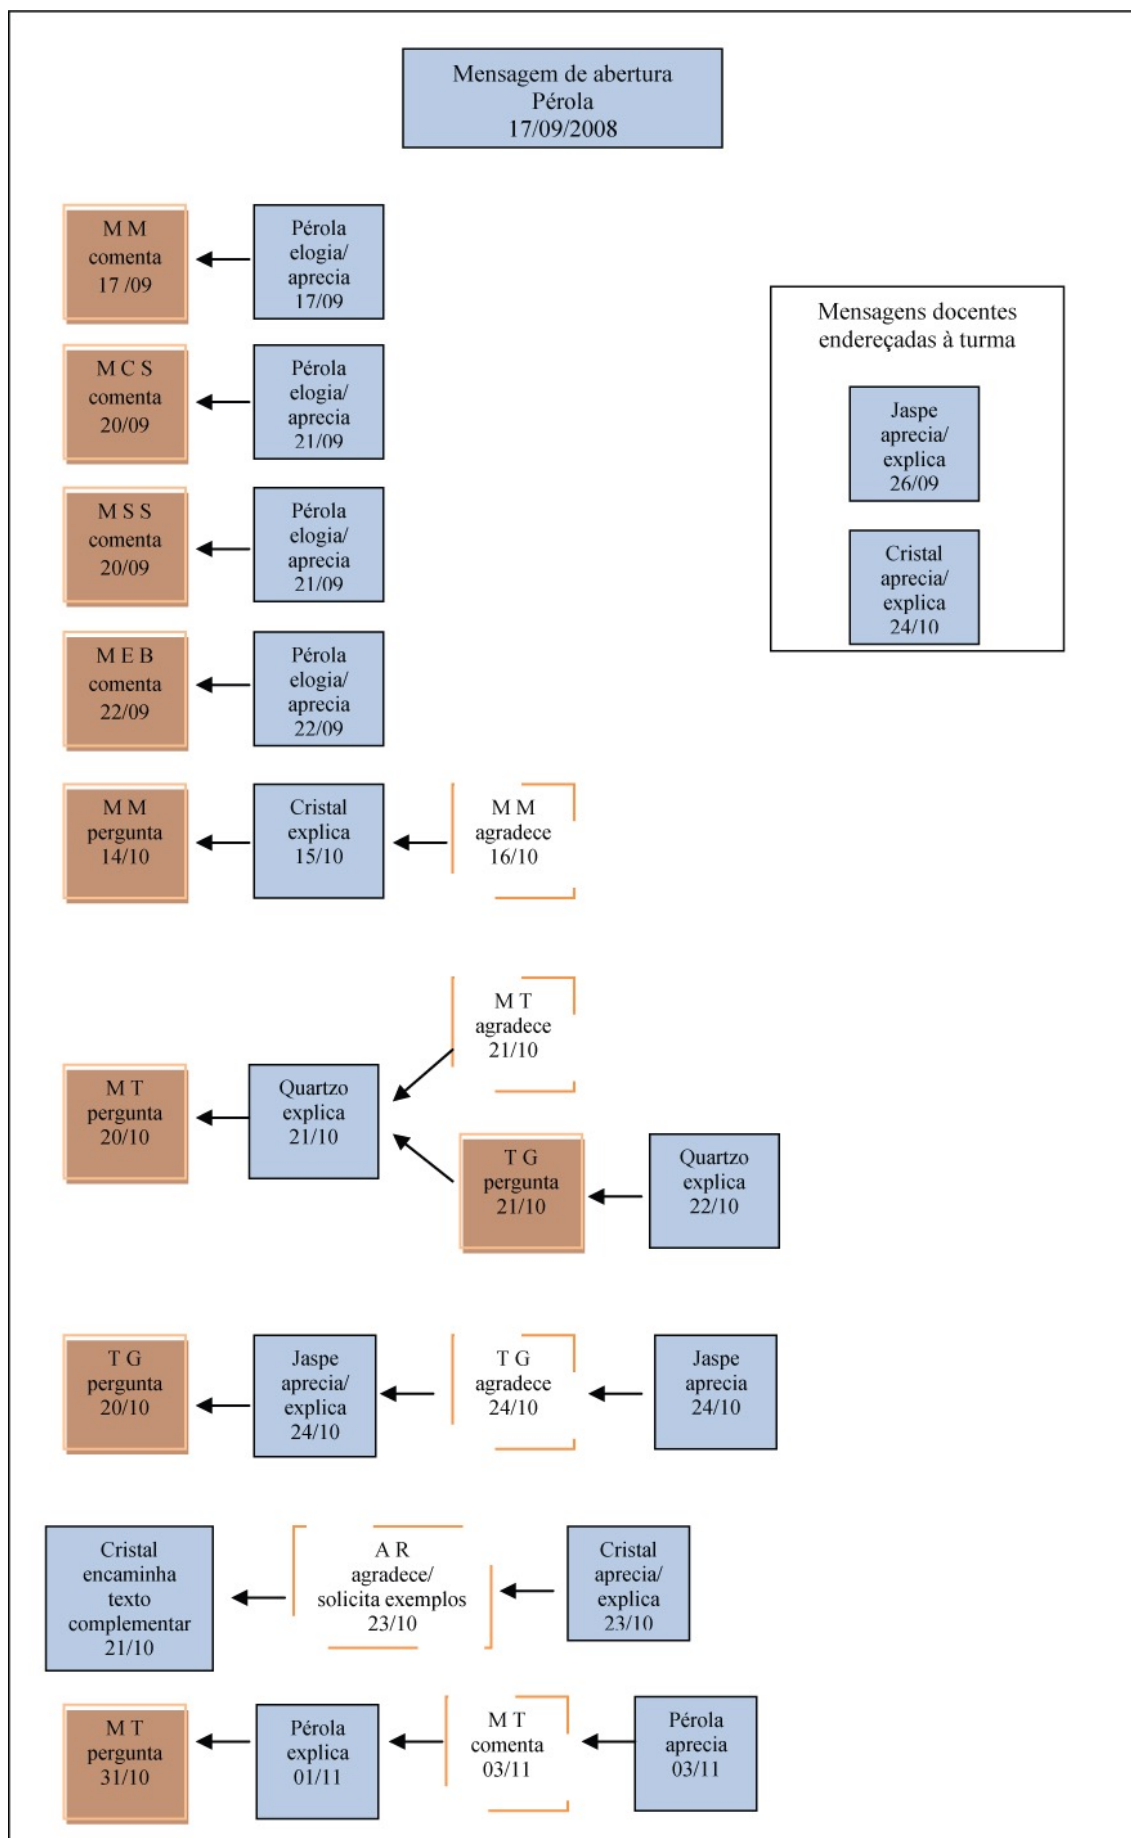 Mensagem de abertura
Pérola
17/09/2008
M M
comenta
17 /09
Pérola
elogia/
aprecia
17/09
Mensagens docentes
endereçadas à turma
Jaspe
aprecia/
explica
26/09
Cristal
aprecia/
explica
24/10
M C S
comenta
20/09
Pérola
elogia/
aprecia
21/09
M S S
comenta
20/09
Pérola
elogia/
aprecia
21/09
M E B
comenta
22/09
Pérola
elogia/
aprecia
22/09
M M
pergunta
14/10
Cristal
explica
15/10
M M
agradece
16/10
M T
pergunta
20/10
Quartzo
explica
21/10
M T
agradece
21/10
T G
pergunta
21/10
Quartzo
explica
22/10
T G
pergunta
20/10
Jaspe
aprecia/
explica
24/10
T G
agradece
24/10
Jaspe
aprecia
24/10
Cristal
encaminha
texto
complementar
21/10
A R
agradece/
solicita exemplos
23/10
Cristal
aprecia/
explica
23/10
M T
pergunta
31/10
Pérola
explica
01/11
M T
comenta
03/11
Pérola
aprecia
03/11